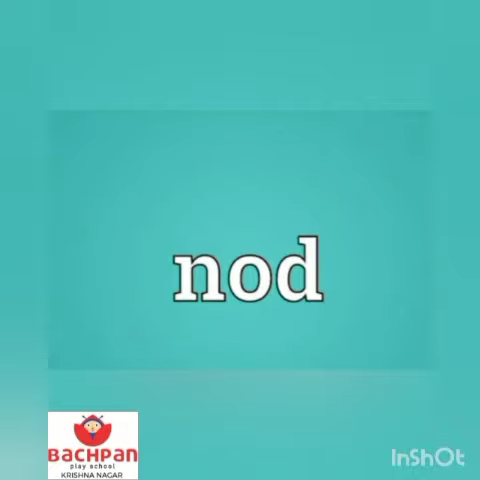 nod
BACHPAN
play school
KRISHNA NAGAR
InShOt